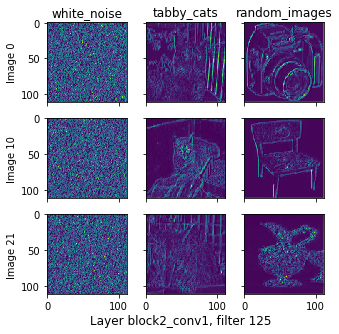 white_noise tabby_cats random_images
Image 0
0
50
100
Image 10
0
50
100
Image 21
0
50
100
0 100 0 100 0 100
Layer block2_conv1, filter 125